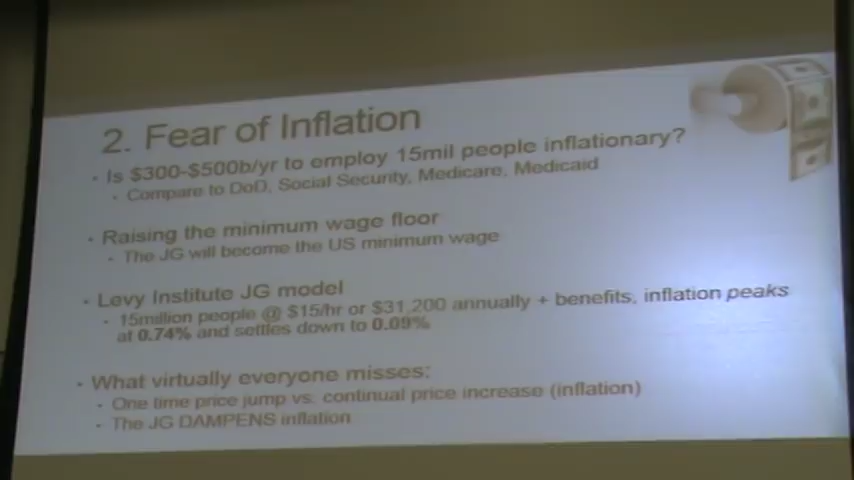 2. Fear of Inflation
• Is $300-$500b/yr to employ 15mil people inflationary?
• Compare to DoD, Social Security, Medicare, Medicaid
• Raising the minimum wage floor
• The JG will become the US minimum wage
• Levy Institute JG model
• 15million people @ $15/hr or $31,200 annually + benefits, inflation peaks
at 0.74% and settles down to 0.09%
• What virtually everyone misses:
• One time price jump vs. continual price increase (inflation)
• The JG DAMPENS inflation